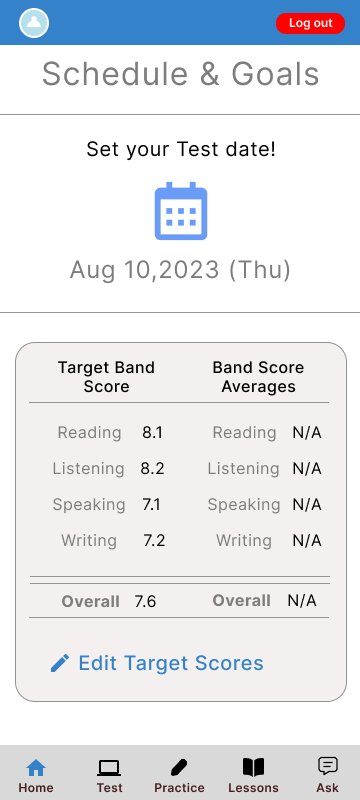 Log out
Schedule & Goals
Set your Test date!
Aug 10,2023 (Thu)
Target Band
Score
Band Score
Averages
Reading 8.1
Reading N/A
Listening 8.2
Listening N/A
Speaking 7.1
Speaking N/A
Writing 7.2
Writing N/A
Overall 7.6
Overall N/A
Edit Target Scores
Home
Test
Practice
Lessons
Ask